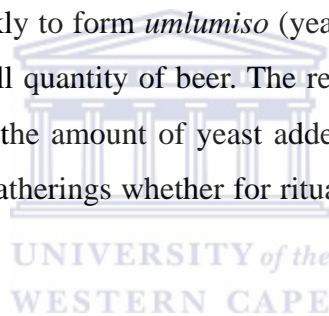 kly to form umlumiso (yeas
ll quantity of beer. The re
the amount of yeast adde
atherings whether for ritua
UNIVERSITY of the
WESTERN CAPE